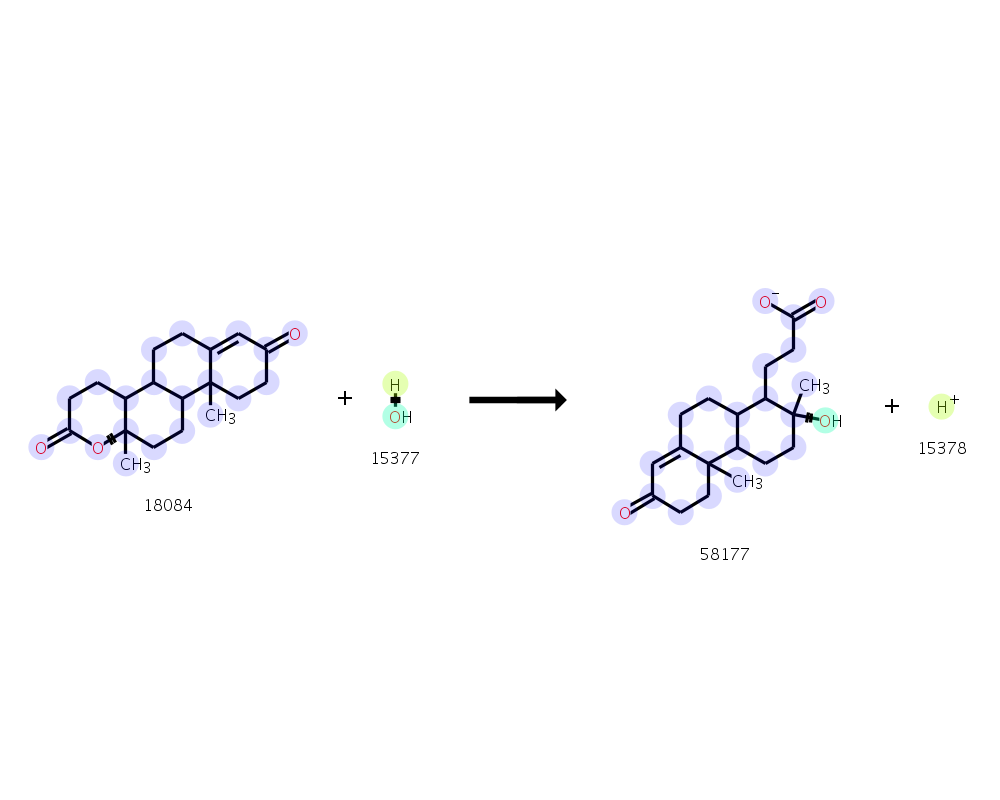 O⁻ O
O
H
CH₃
+ H⁺
+
OH
OH
CH₃
15378
O
O
15377
CH₃
CH₃
18084
O
58177